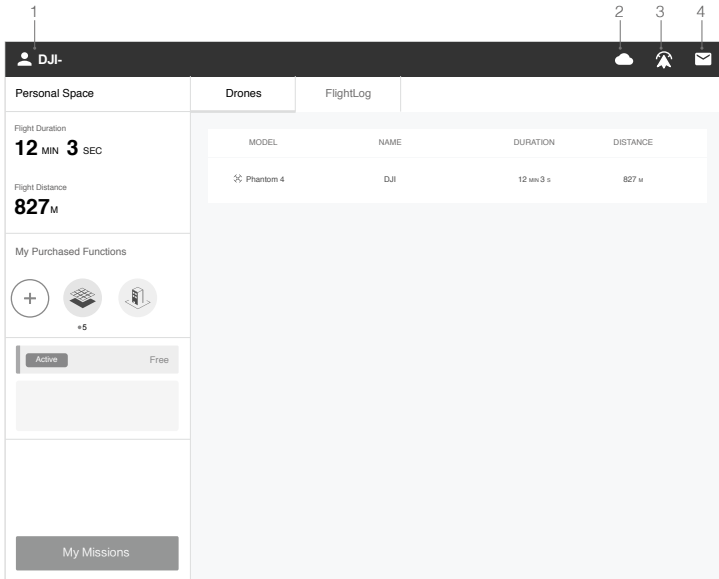 1 2 3 4
DJI-
Personal Space
Drones FlightLog
Flight Duration
12 MIN 3 SEC
Flight Distance
827 M
MODEL NAME DURATION DISTANCE
Phantom 4 DJI 12 MIN 3 S 827 M
My Purchased Functions
+
5
Active Free
My Missions